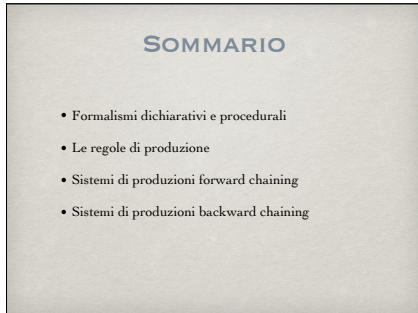 SOMMARIO
• Formalismi dichiarativi e procedurali
• Le regole di produzione
• Sistemi di produzioni forward chaining
• Sistemi di produzioni backward chaining